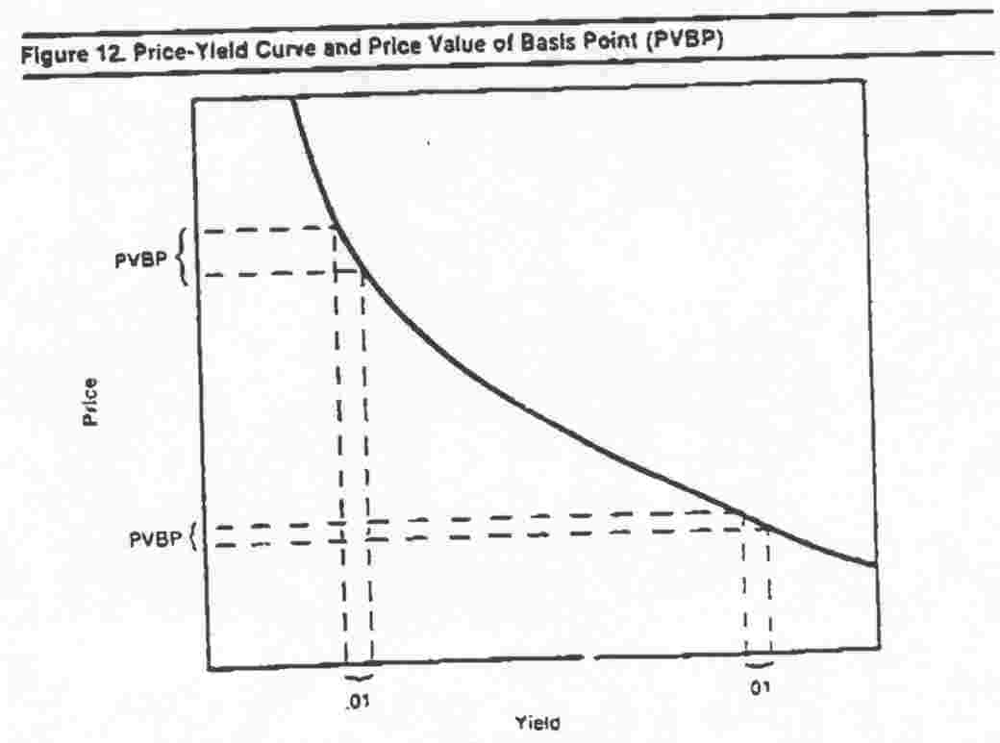 Figure 12. Price-Yield Curve and Price Value of Basis Point (PVBP)
PVBP
Price
PVBP
.01
01
Yield